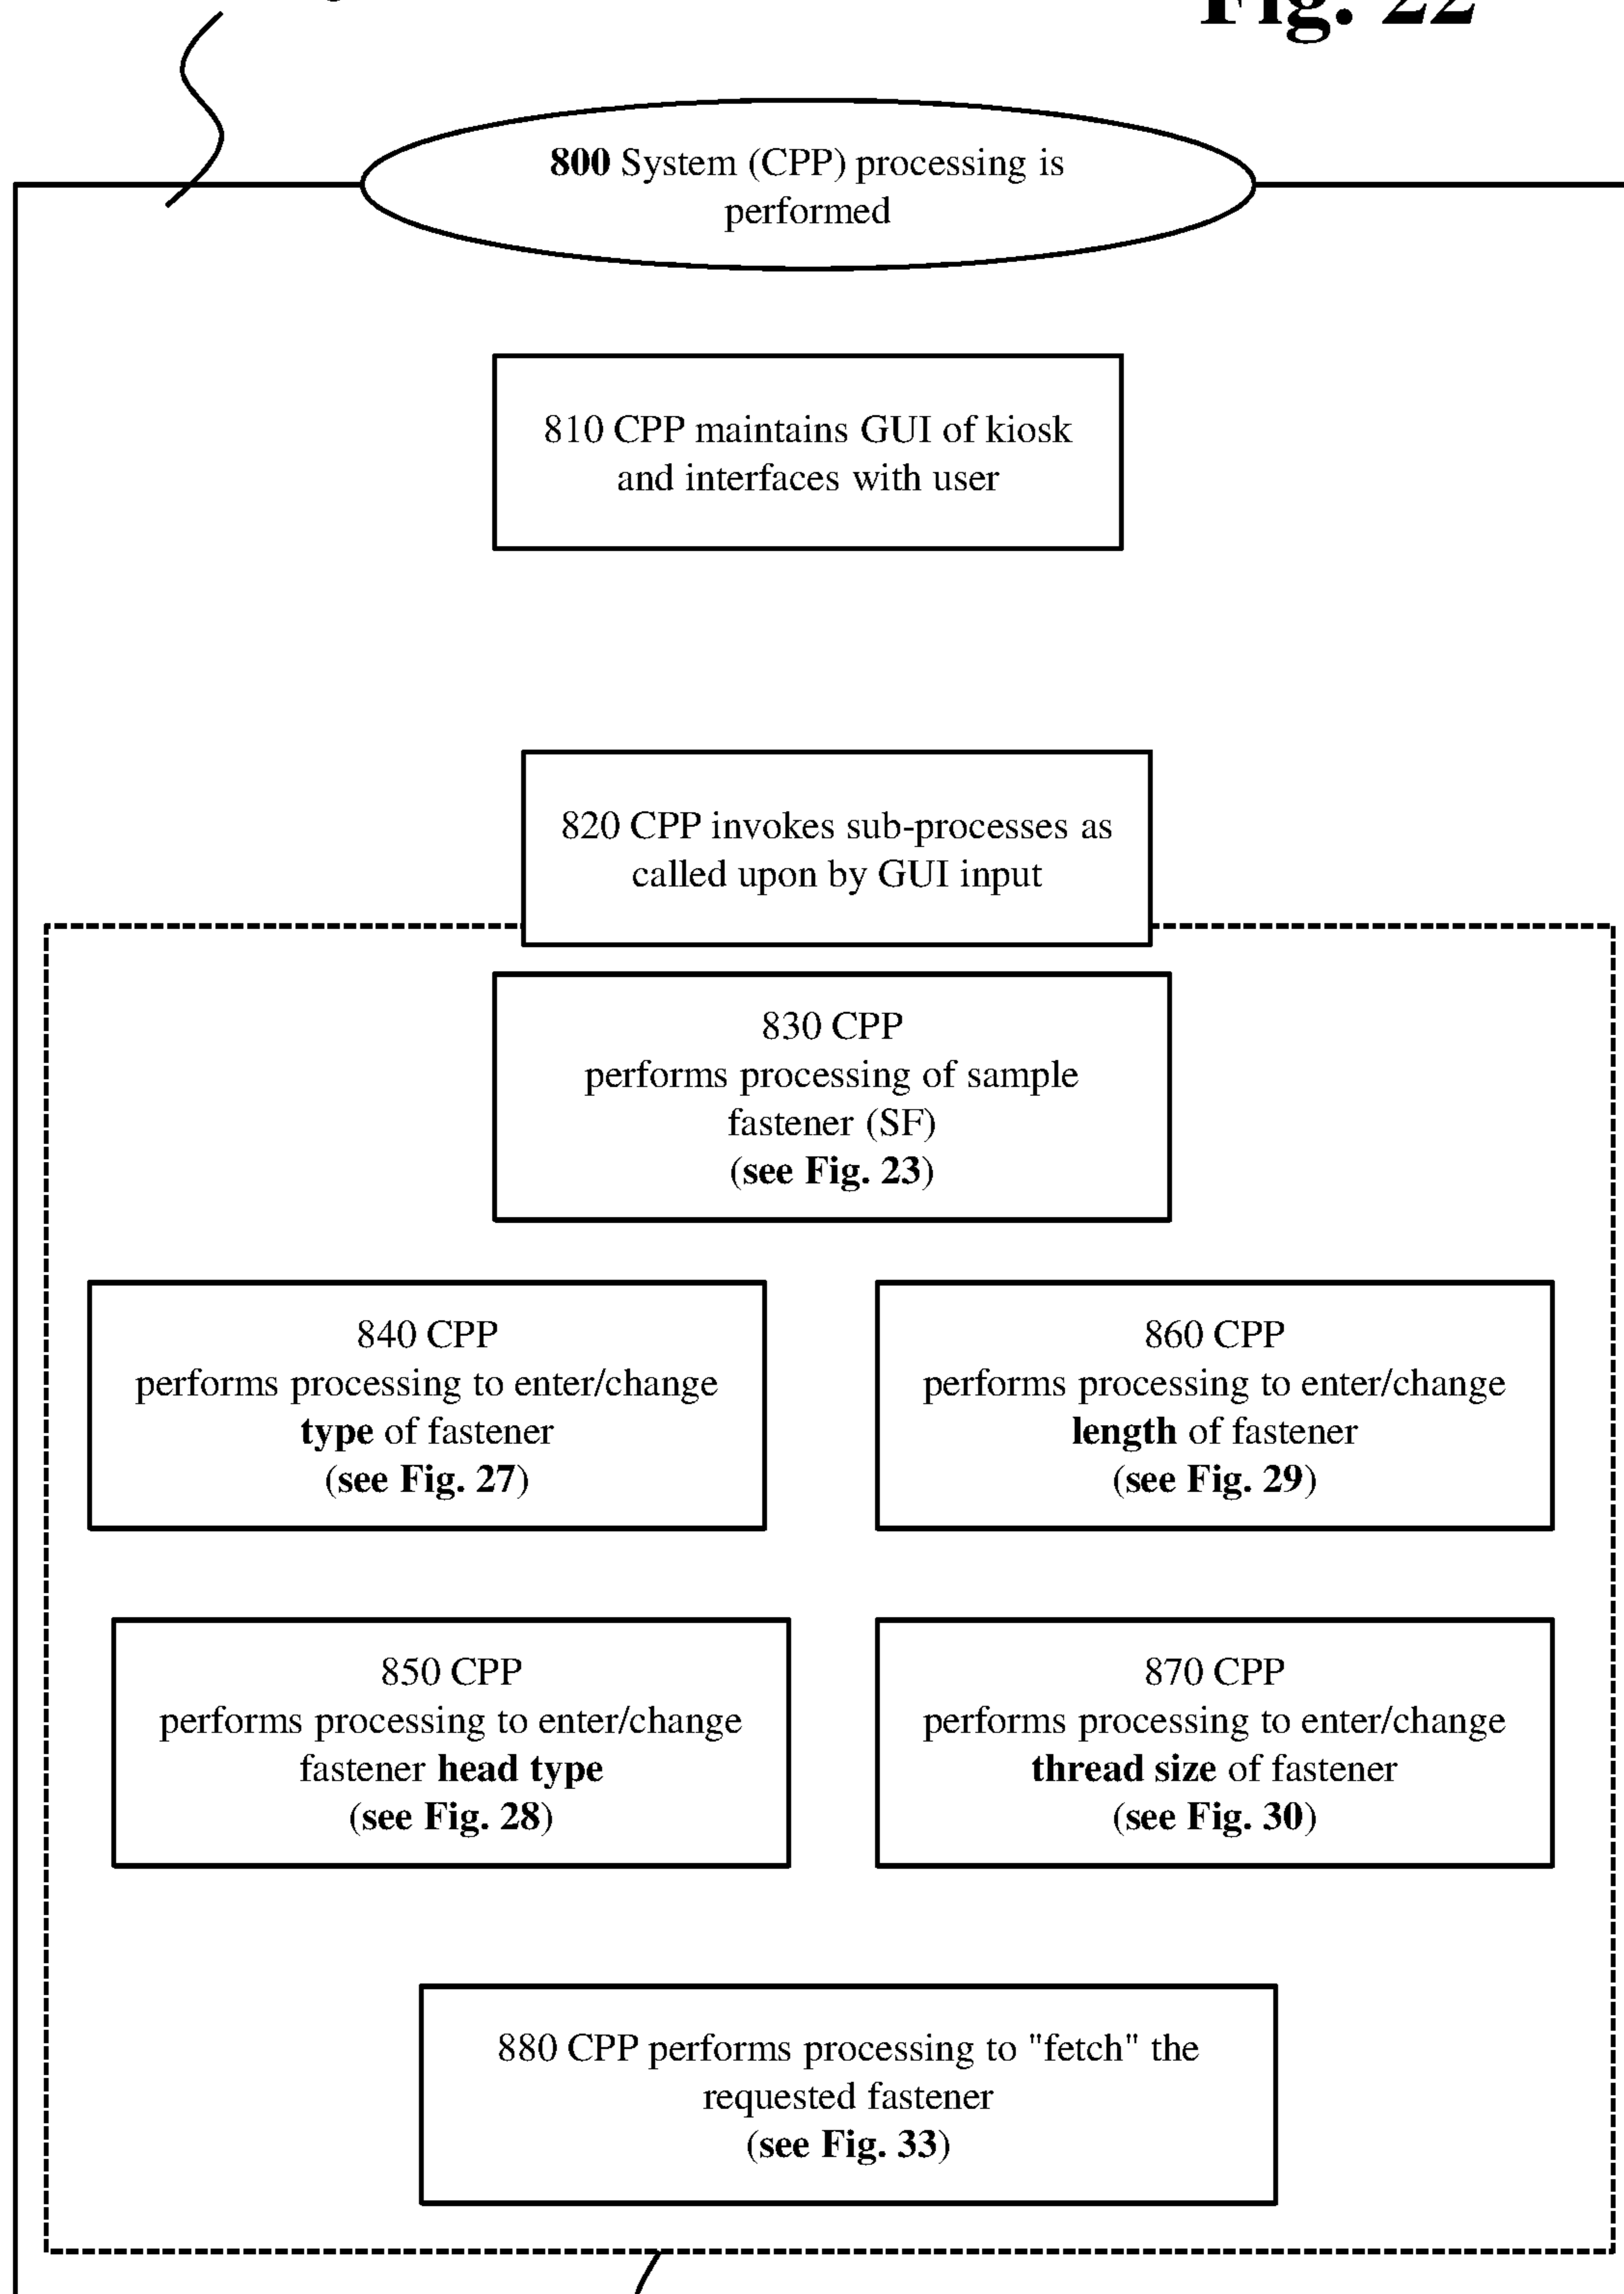 Fig. 22
800 System (CPP) processing is
performed
810 CPP maintains GUI of kiosk
and interfaces with user
820 CPP invokes sub-processes as
called upon by GUI input
830 CPP
performs processing of sample
fastener (SF)
(see Fig. 23)
840 CPP
performs processing to enter/change
type of fastener
(see Fig. 27)
860 CPP
performs processing to enter/change
length of fastener
(see Fig. 29)
850 CPP
performs processing to enter/change
fastener head type
(see Fig. 28)
870 CPP
performs processing to enter/change
thread size of fastener
(see Fig. 30)
880 CPP performs processing to "fetch" the
requested fastener
(see Fig. 33)